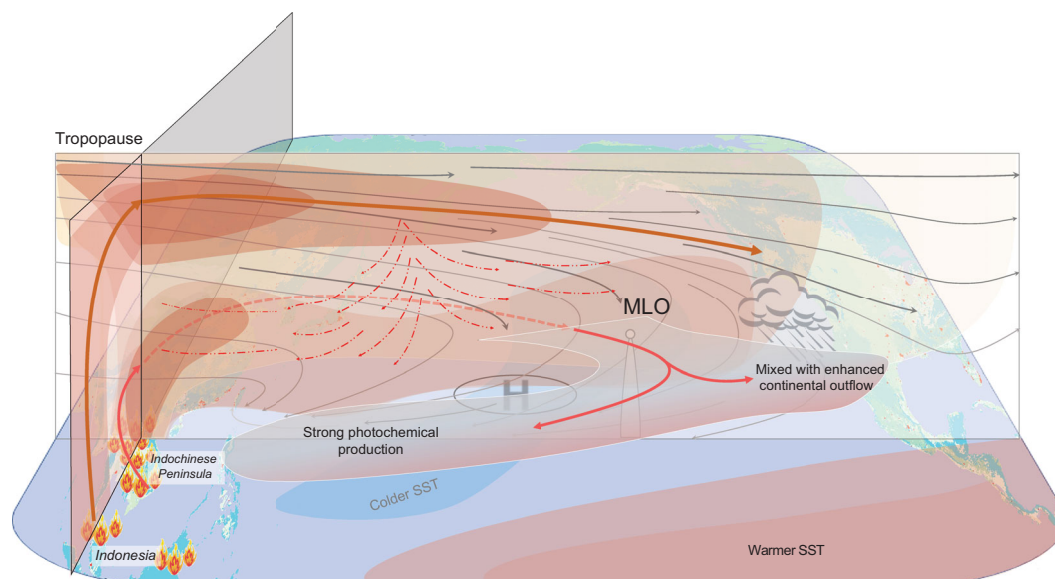 Tropopause
MLO
H
Mixed with enhanced
continental outflow
Strong photochemical
production
Indochinese
Peninsula
Colder SST
Indonesia
Warmer SST